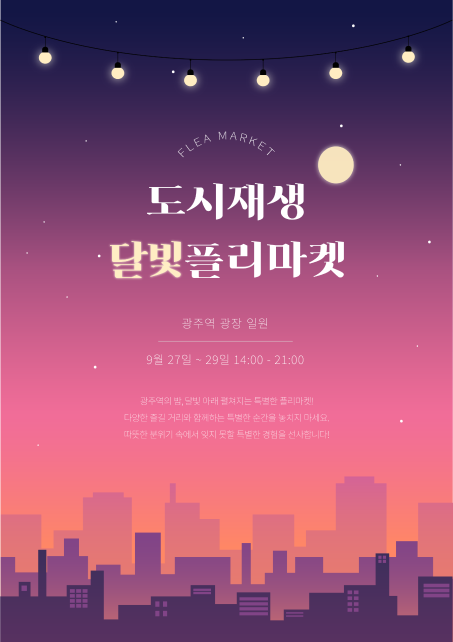 FLEA MARKET
도시재생
달빛플리마켓
광주역 광장 일원
9월 27일 ~ 29일 14:00 - 21:00
광주역의 밤, 달빛 아래 펼쳐지는 특별한 플리마켓!
다양한 즐길 거리와 함께하는 특별한 순간을 놓치지 마세요.
따뜻한 분위기 속에서 잊지 못할 특별한 경험을 선사합니다!